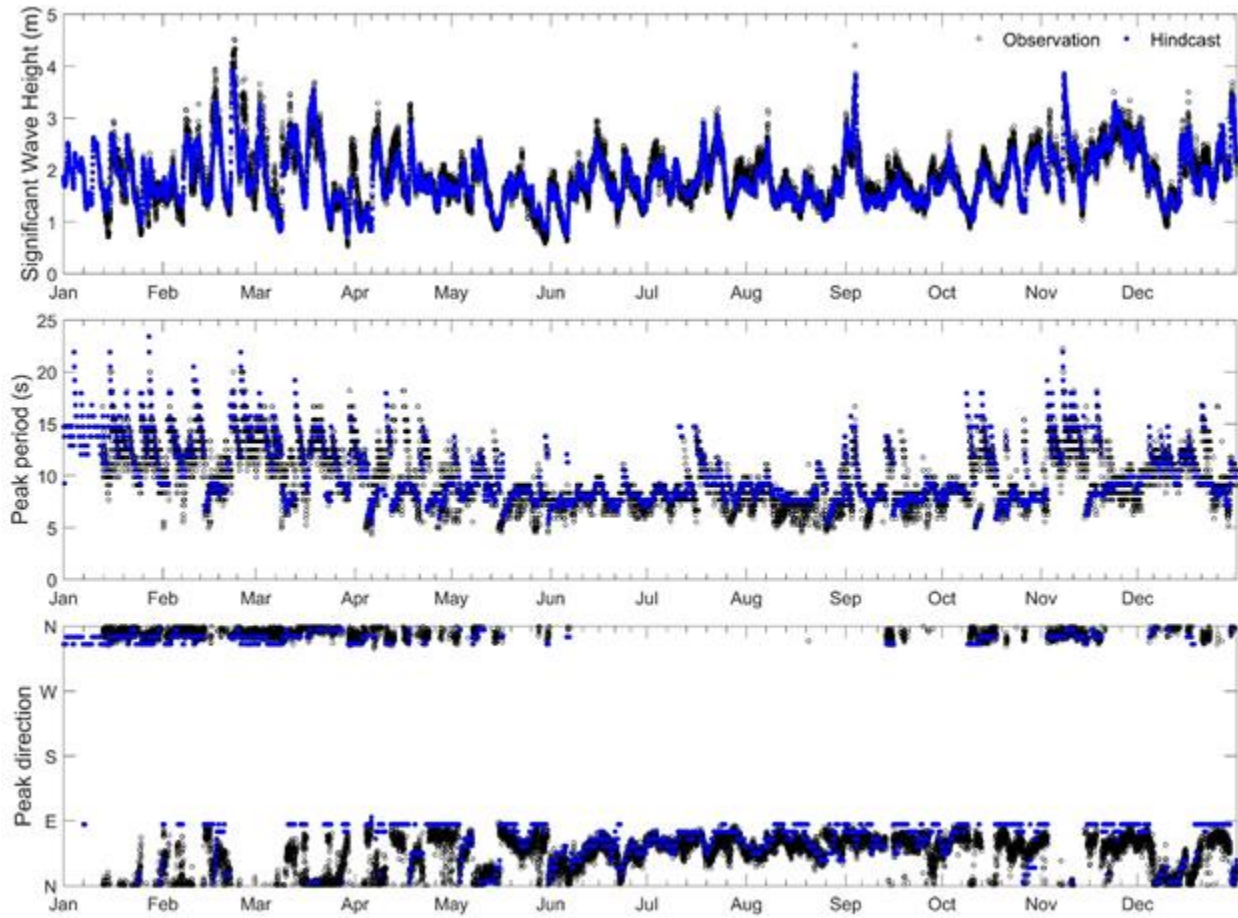 Significant Wave Height (m)
5
4
3
2
1
0
Observation Hindcast
Jan Feb Mar Apr May Jun Jul Aug Sep Oct Nov Dec
Peak period (s)
25
20
15
10
5
0
Jan Feb Mar Apr May Jun Jul Aug Sep Oct Nov Dec
Peak direction
N
W
S
E
N
Jan Feb Mar Apr May Jun Jul Aug Sep Oct Nov Dec